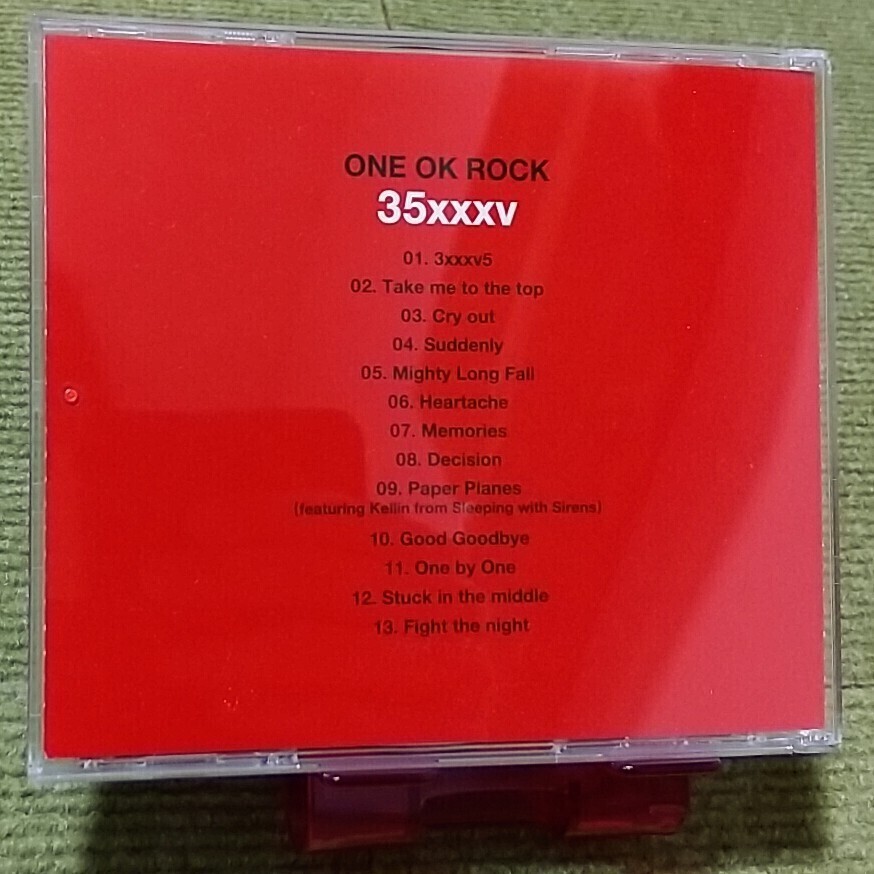 ONE OK ROCK
35xxxv
01. 3xxxv5
02. Take me to the top
03. Cry out
04. Suddenly
05. Mighty Long Fall
06. Heartache
07. Memories
08. Decision
09. Paper Planes
(featuring Kellin from Sleeping with Sirens)
10. Good Goodbye
11. One by One
12. Stuck in the middle
13. Fight the night